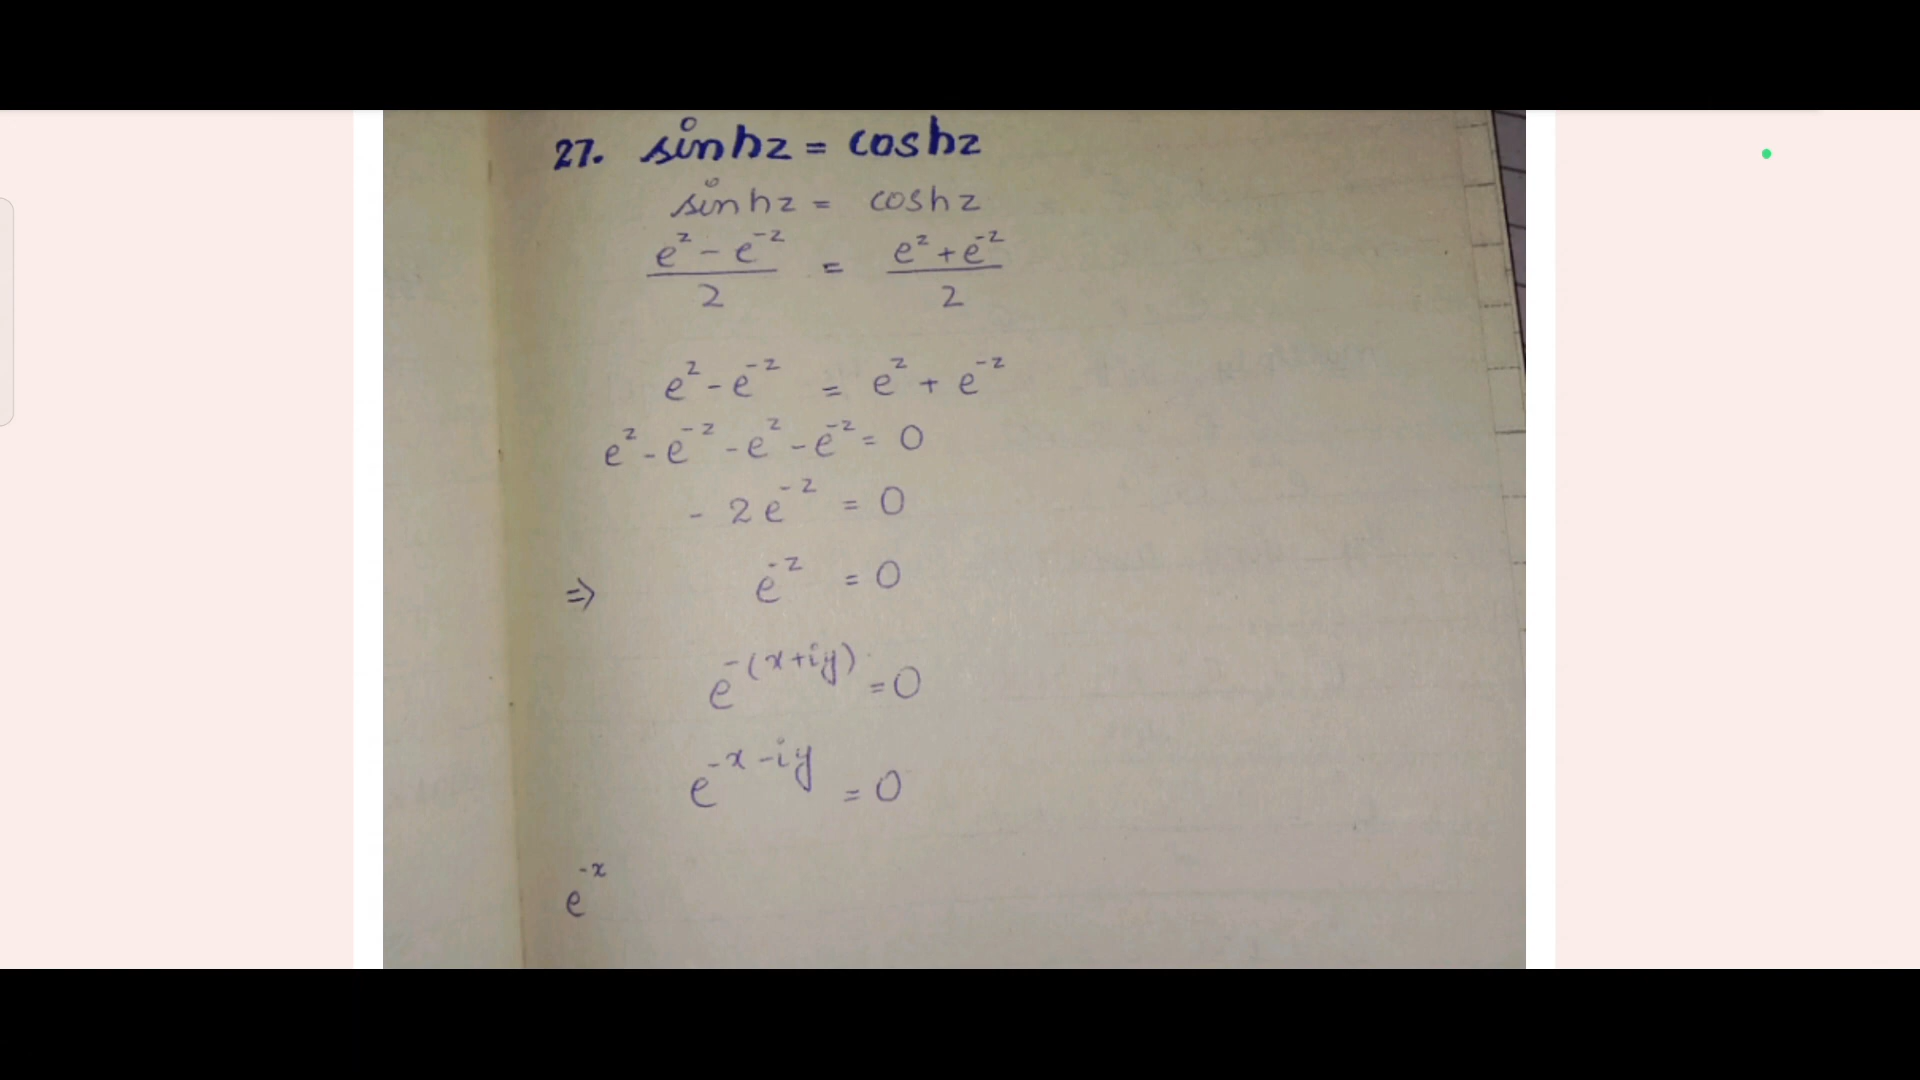 27. sinhz = coshz
sinhz = coshz
(e^z - e^-z)/2 = (e^z + e^-z)/2
e^z - e^-z = e^z + e^-z
e^z - e^-z - e^z - e^-z = 0
- 2e^-z = 0
⇒ e^-z = 0
e^-(x+iy) = 0
e^-x-iy = 0
e^-x